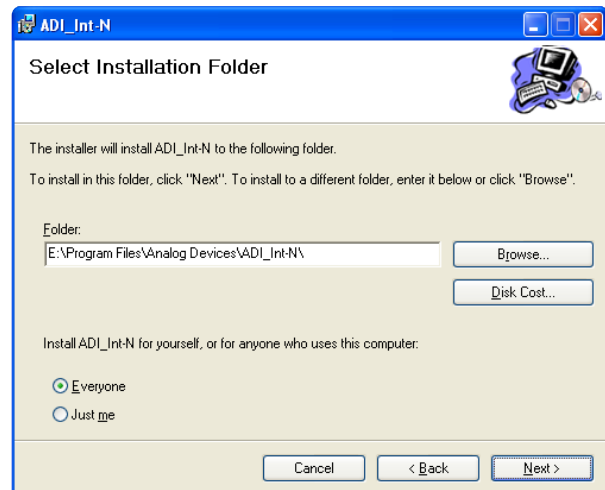 ADI_Int-N
Select Installation Folder
The installer will install ADI_Int-N to the following folder.
To install in this folder, click "Next". To install to a different folder, enter it below or click "Browse".
Folder:
E:\Program Files\Analog Devices\ADI_Int-N\
Browse...
Disk Cost...
Install ADI_Int-N for yourself, or for anyone who uses this computer:
Everyone
Just me
Cancel
< Back
Next >